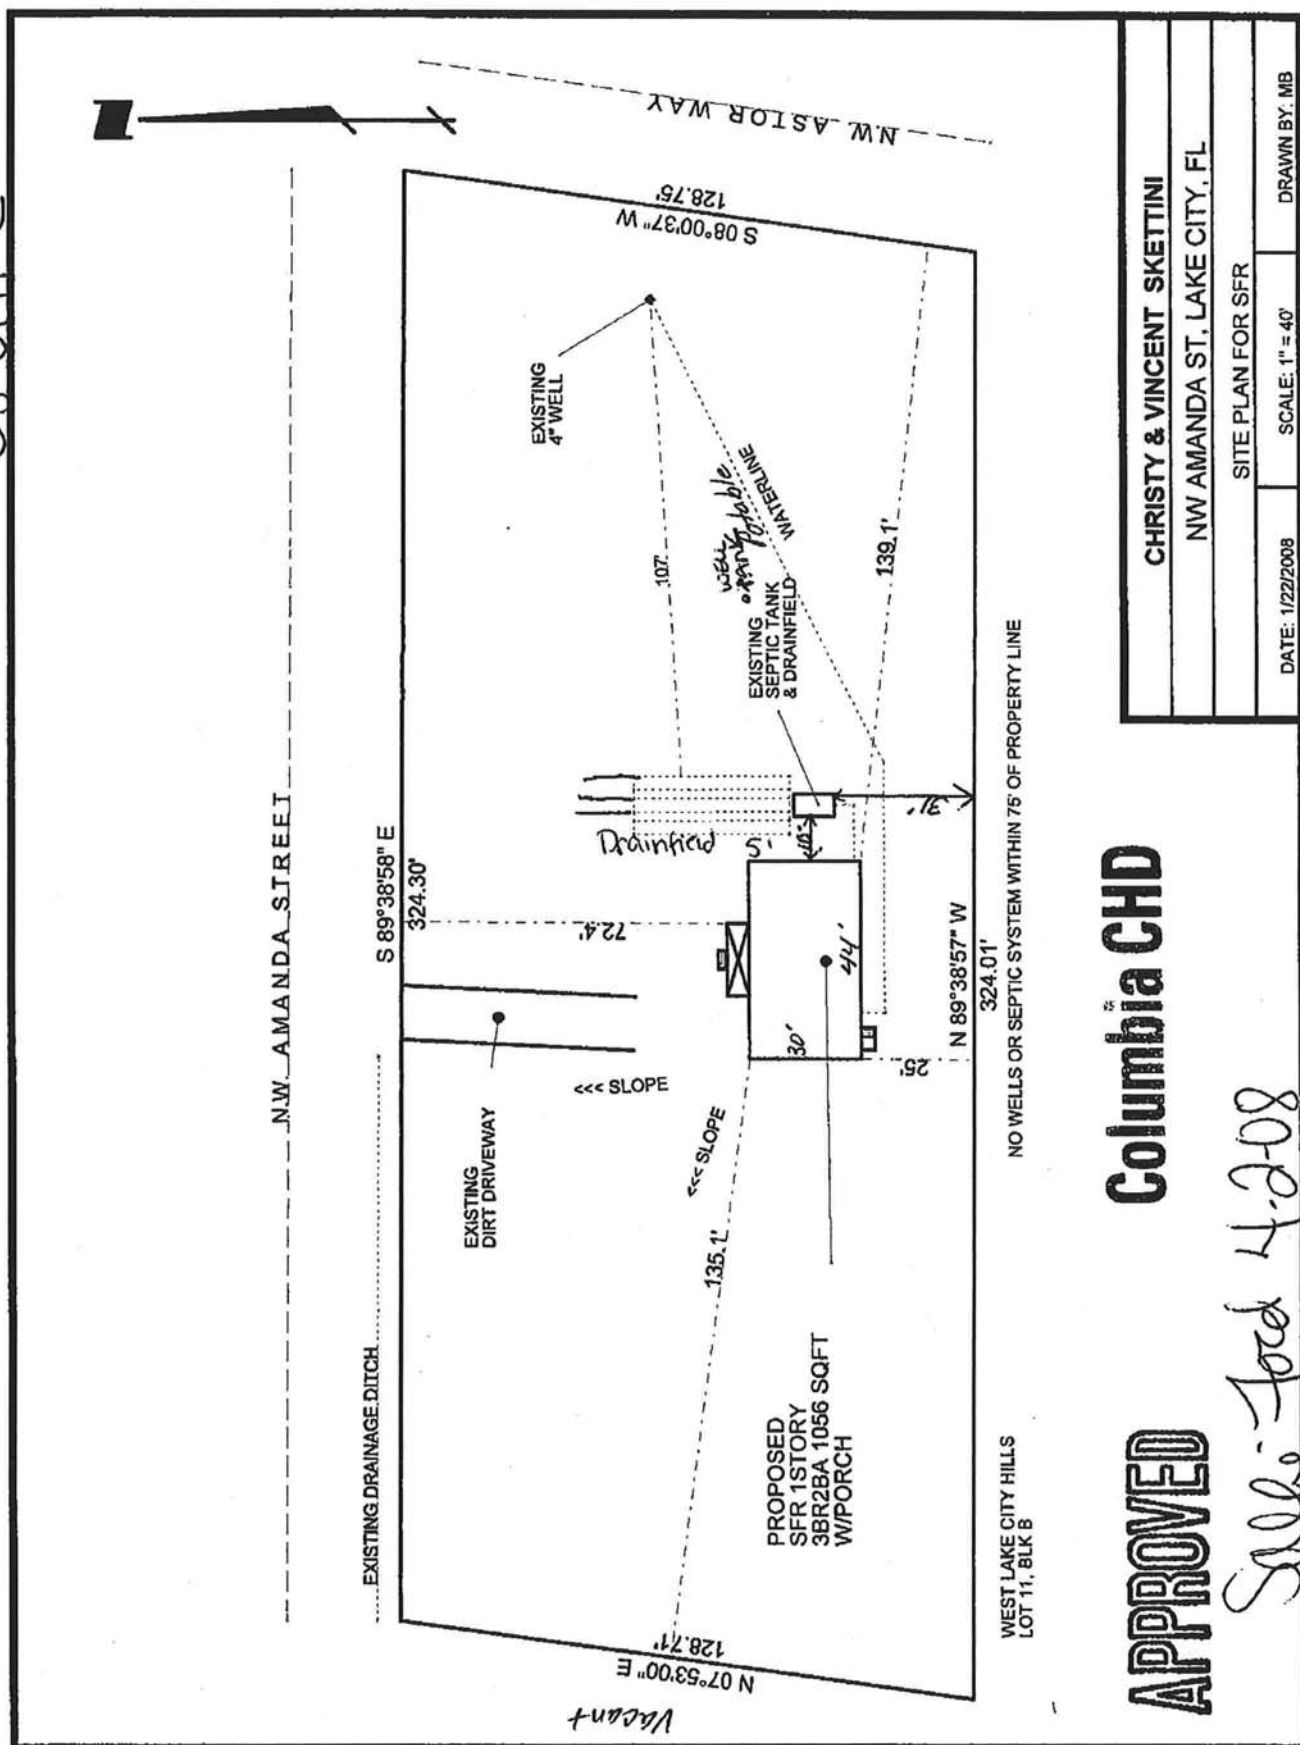 N.W. AMANDA STREET
N.W. ASTOR WAY
EXISTING DRAINAGE DITCH
S 89°38'58" E
324.30'
EXISTING
DIRT DRIVEWAY
<<< SLOPE
72.4'
EXISTING
4" WELL
S 08°00'37" W
128.75'
107'
Drainfield
5'
WELL
Potable
WATERLINE
EXISTING
SEPTIC TANK
& DRAINFIELD
<<< SLOPE
135.1'
30'
44'
139.1'
31'
25'
Vacant
N 07°53'00" E
128.71'
PROPOSED
SFR 1STORY
3BR2BA 1056 SQFT
W/PORCH
N 89°38'57" W
324.01'
WEST LAKE CITY HILLS
LOT 11, BLK B
NO WELLS OR SEPTIC SYSTEM WITHIN 75' OF PROPERTY LINE
APPROVED
Columbia CHD
Ford 4-2-08
CHRISTY & VINCENT SKETTINI
NW AMANDA ST, LAKE CITY, FL
SITE PLAN FOR SFR
DATE: 1/22/2008
SCALE: 1" = 40'
DRAWN BY: MB